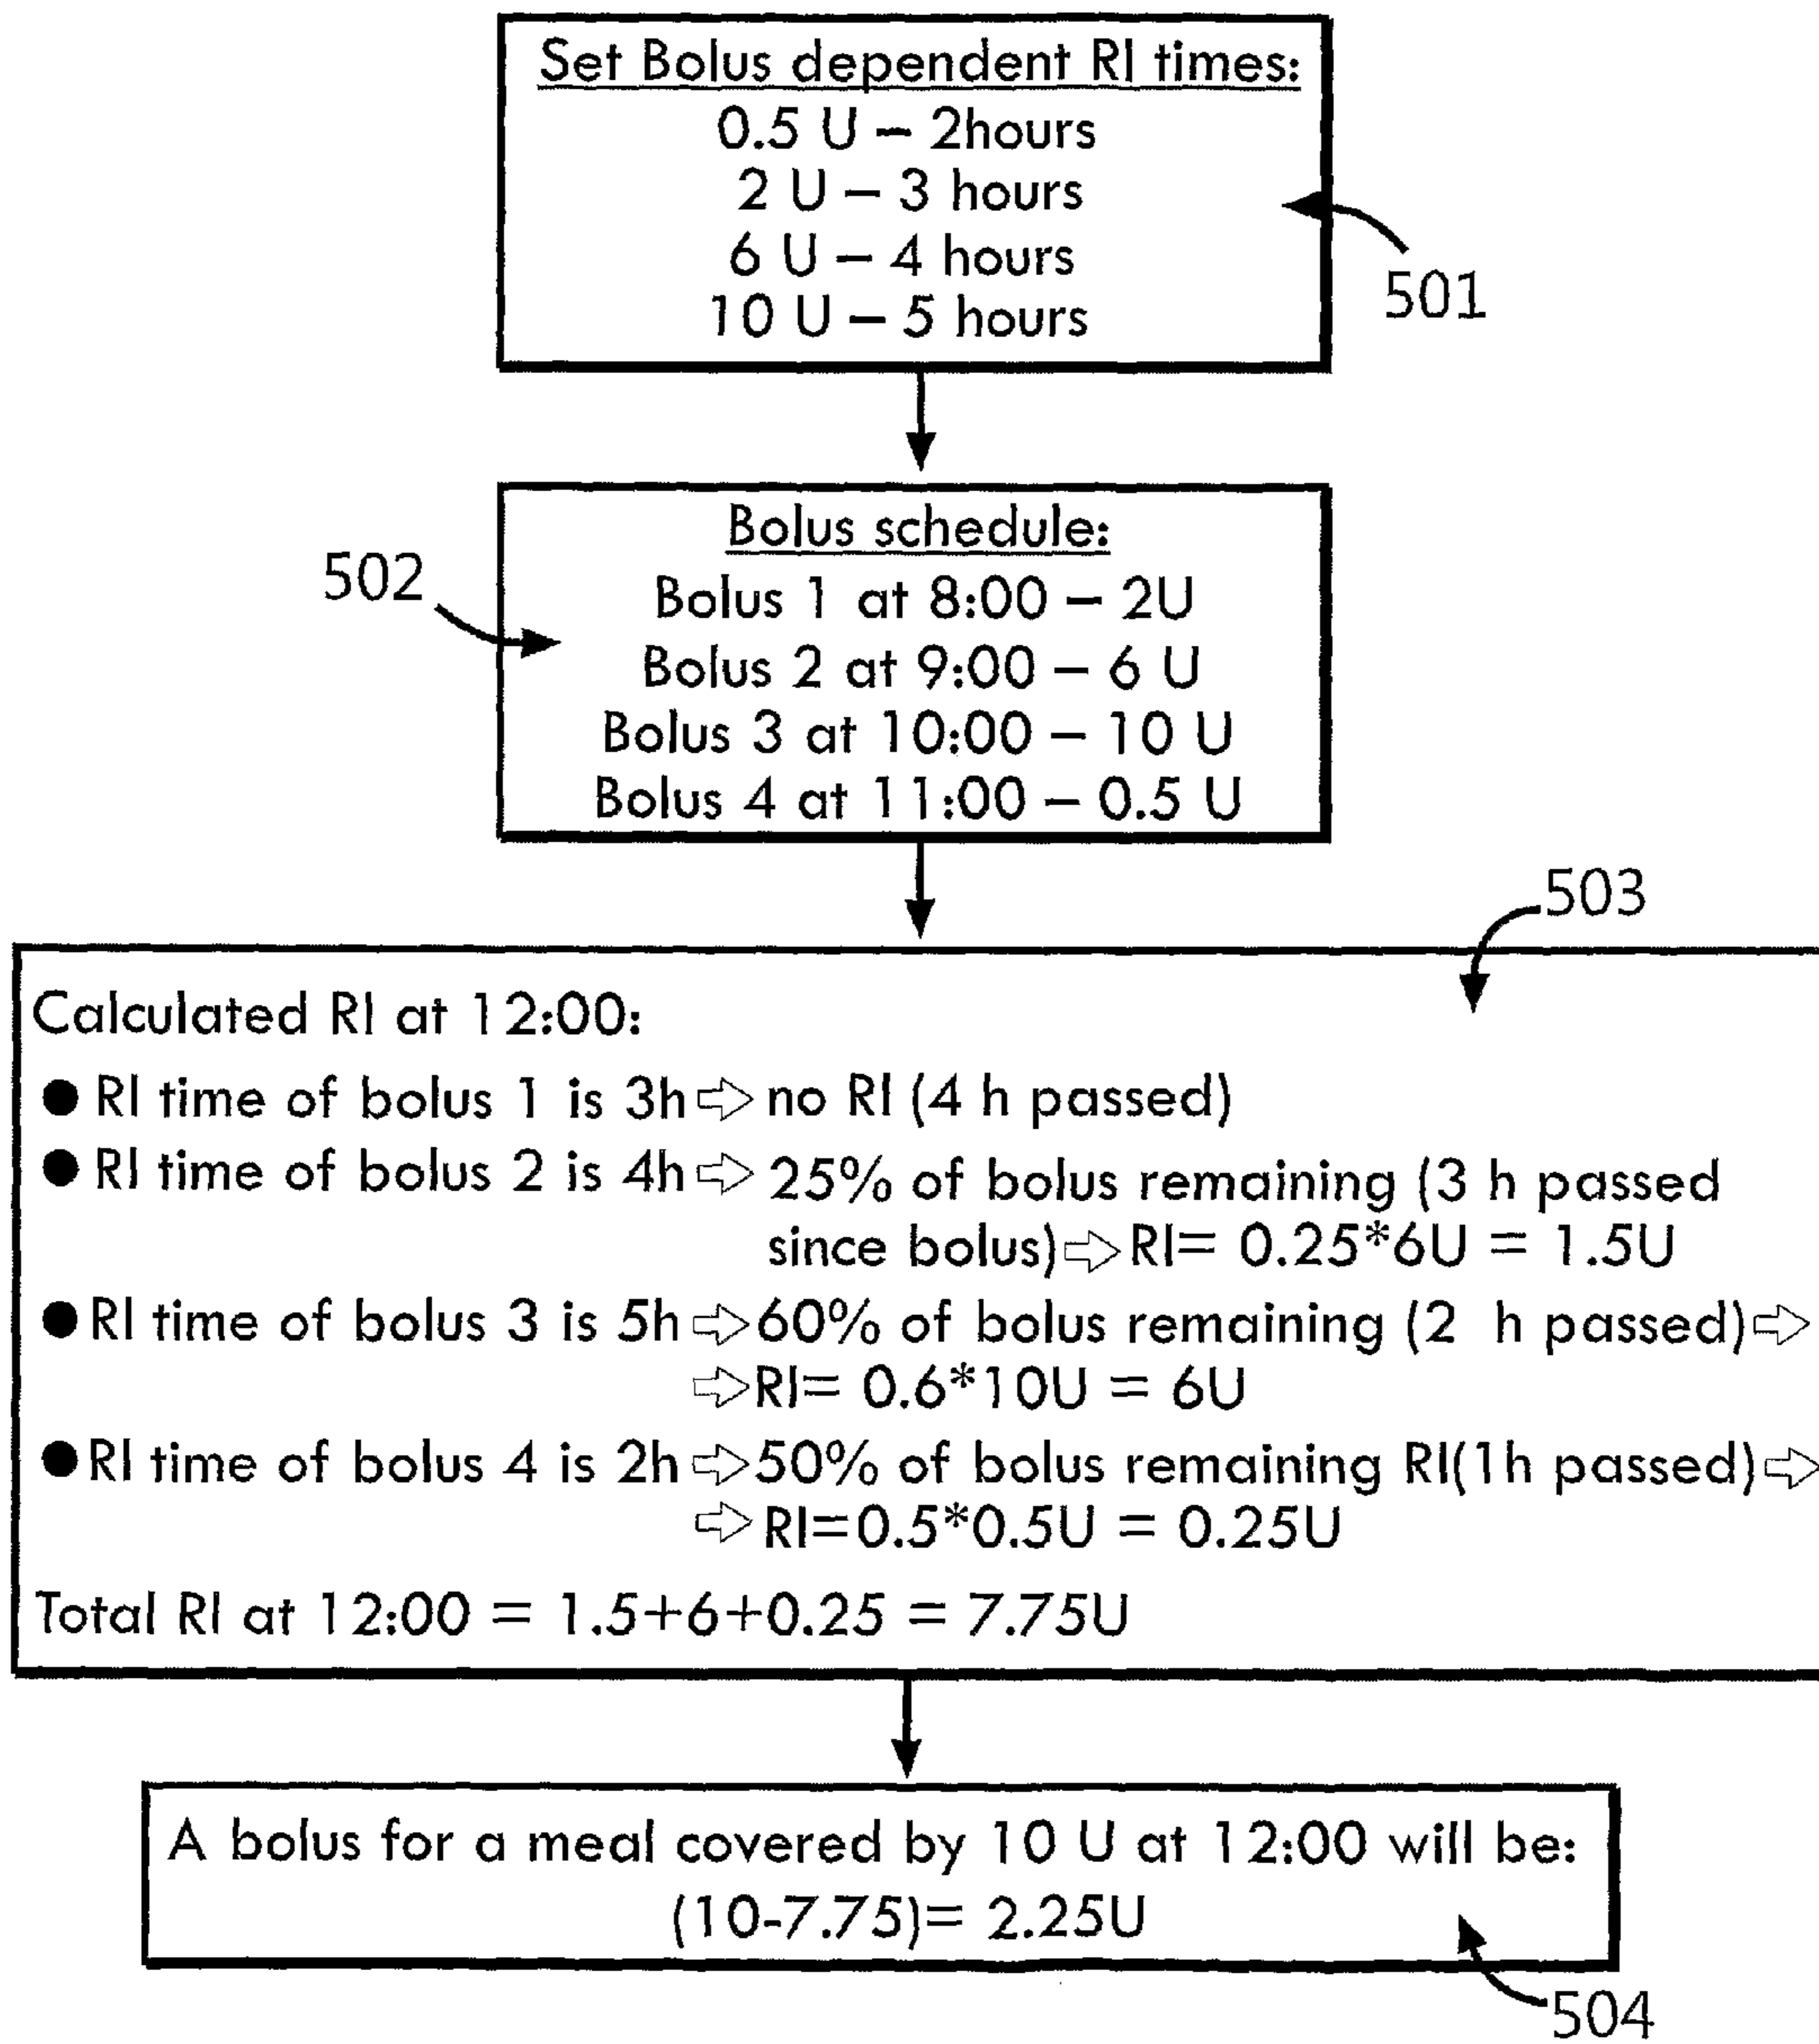 Set Bolus dependent RI times:
0.5 U – 2hours
2 U – 3 hours
6 U – 4 hours
10 U – 5 hours
501
Bolus schedule:
502
Bolus 1 at 8:00 – 2U
Bolus 2 at 9:00 – 6 U
Bolus 3 at 10:00 – 10 U
Bolus 4 at 11:00 – 0.5 U
503
Calculated RI at 12:00:
● RI time of bolus 1 is 3h ⇨ no RI (4 h passed)
● RI time of bolus 2 is 4h ⇨ 25% of bolus remaining (3 h passed
since bolus) ⇨ RI= 0.25*6U = 1.5U
● RI time of bolus 3 is 5h ⇨ 60% of bolus remaining (2 h passed) ⇨
⇨ RI= 0.6*10U = 6U
● RI time of bolus 4 is 2h ⇨ 50% of bolus remaining RI(1h passed) ⇨
⇨ RI=0.5*0.5U = 0.25U
Total RI at 12:00 = 1.5+6+0.25 = 7.75U
A bolus for a meal covered by 10 U at 12:00 will be:
(10-7.75)= 2.25U
504